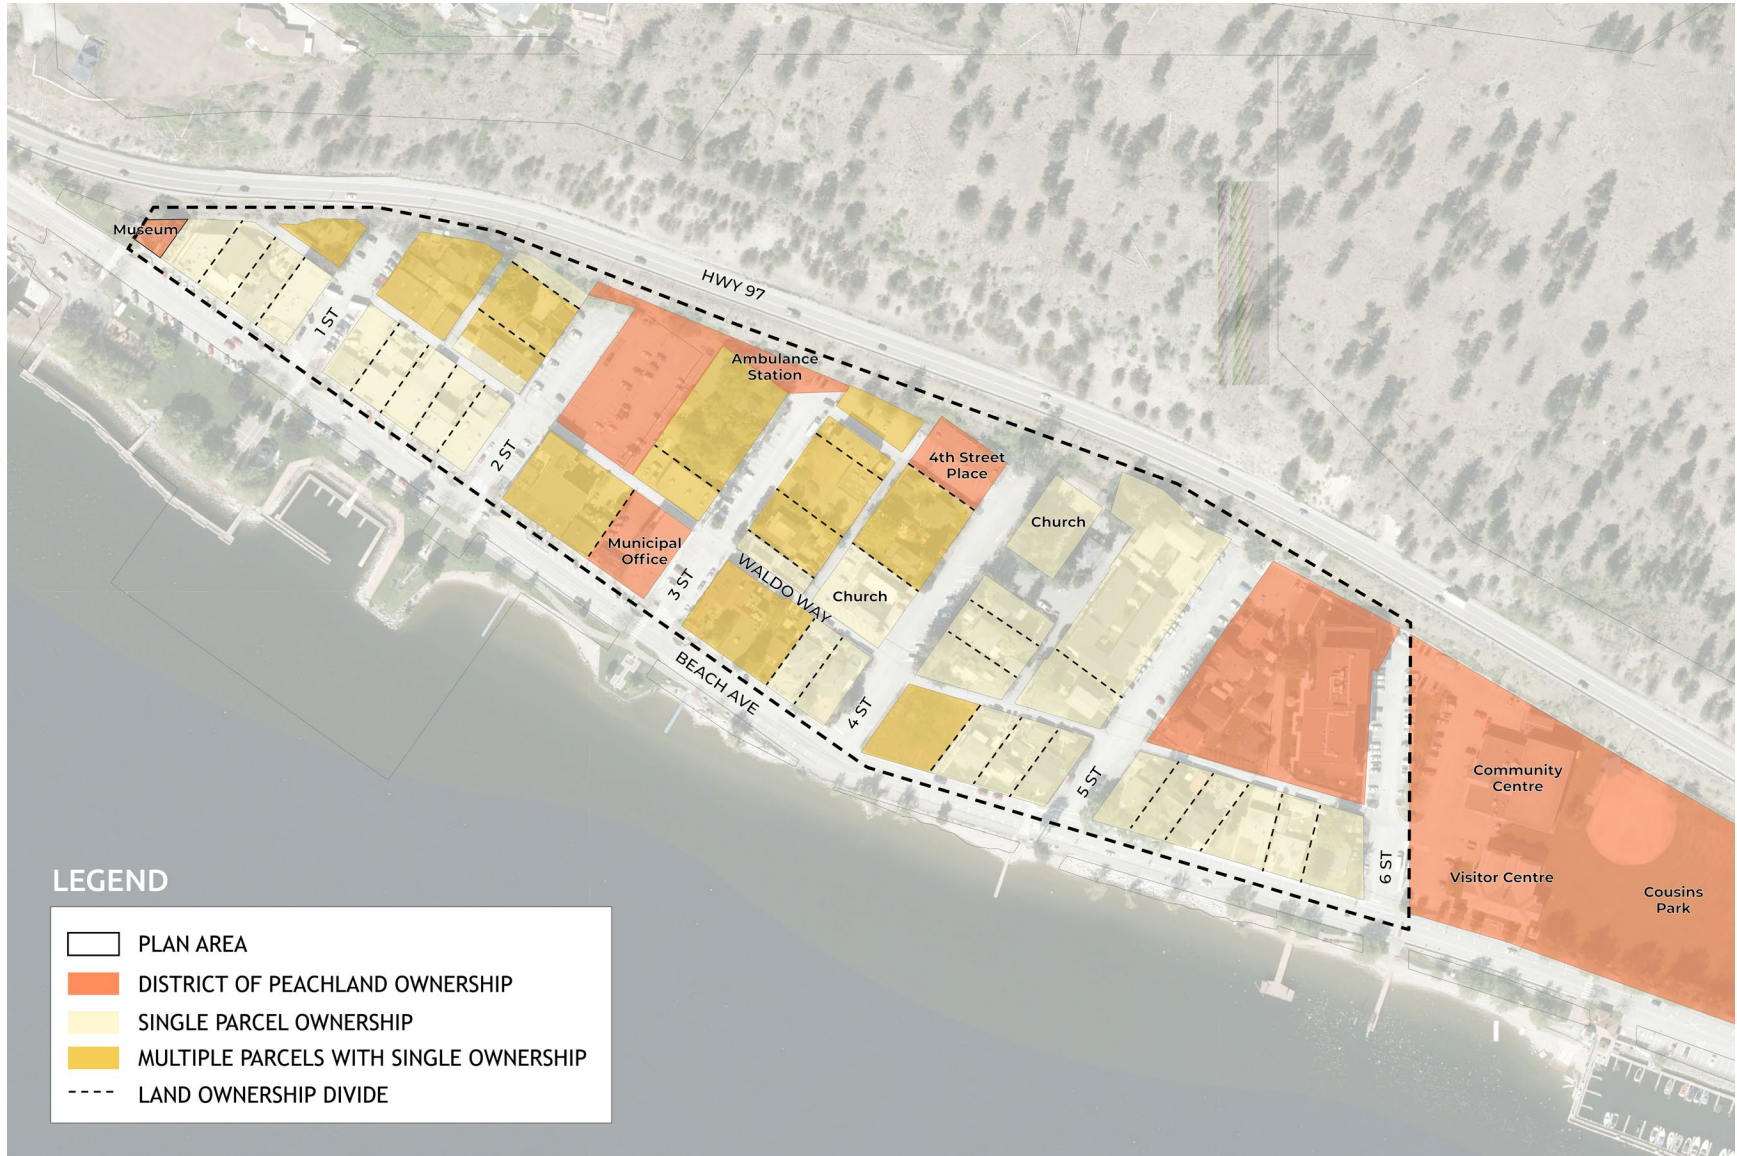 Museum
HWY 97
1 ST
Ambulance
Station
2 ST
4th Street
Place
Church
Municipal
Office
WALDO WAY
3 ST
Church
BEACH AVE
4 ST
5 ST
Community
Centre
6 ST
Visitor Centre
Cousins
Park
LEGEND
PLAN AREA
DISTRICT OF PEACHLAND OWNERSHIP
SINGLE PARCEL OWNERSHIP
MULTIPLE PARCELS WITH SINGLE OWNERSHIP
LAND OWNERSHIP DIVIDE